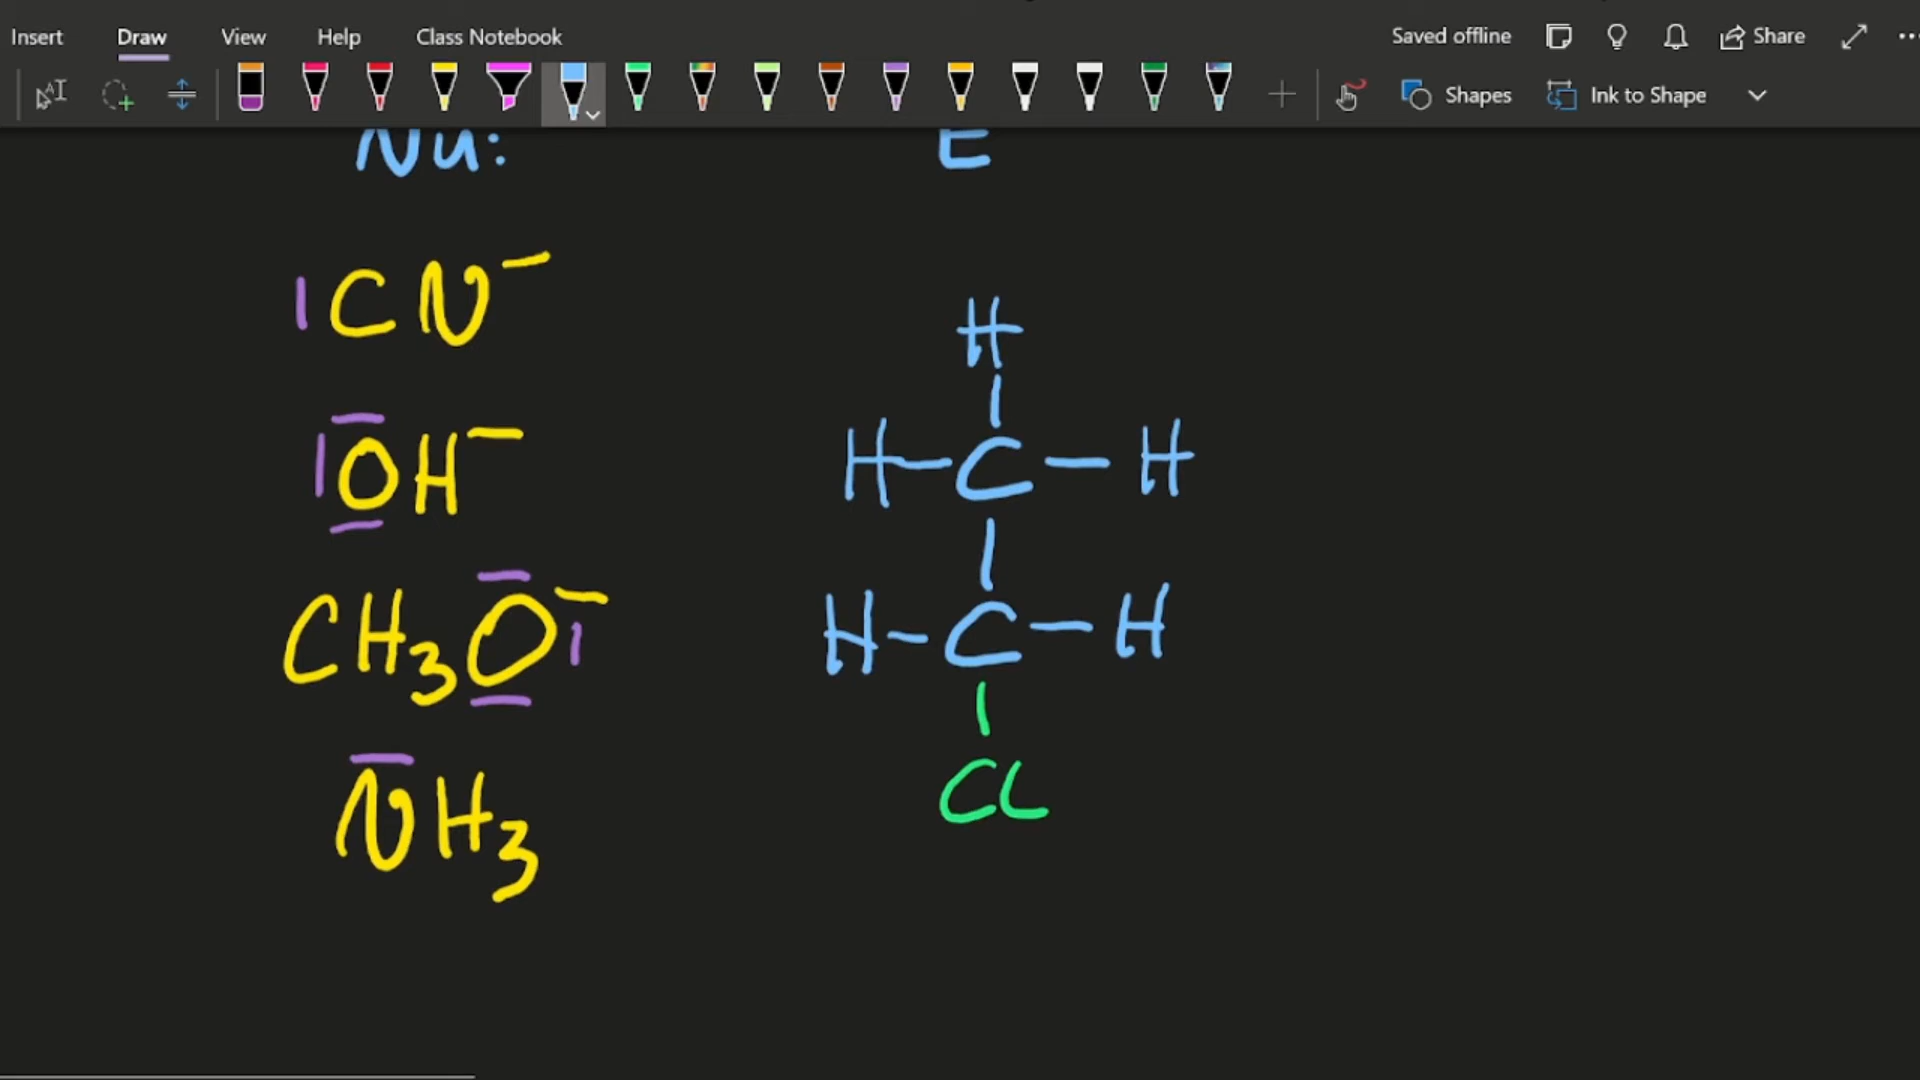 Insert Draw View Help Class Notebook Saved offline Share
Shapes Ink to Shape
Nu: E
CN⁻
OH⁻
CH₃O⁻
NH₃
H
H–C–H
H–C–H
Cl